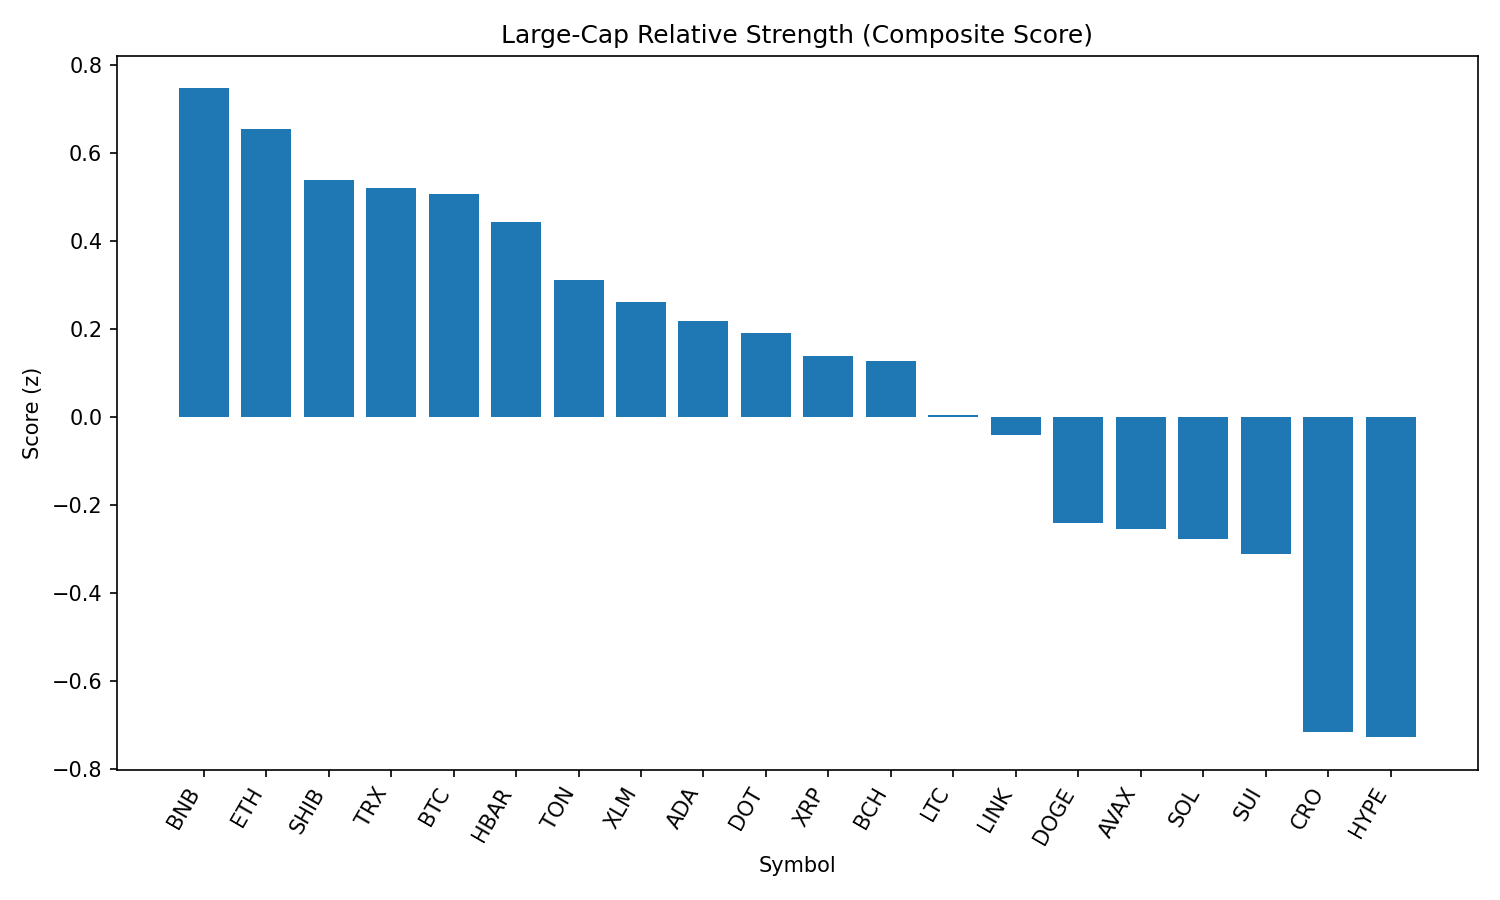 Large-Cap Relative Strength (Composite Score)
0.8
0.6
0.4
0.2
0.0
−0.2
−0.4
−0.6
−0.8
Score (z)
BNB
ETH
SHIB
TRX
BTC
HBAR
TON
XLM
ADA
DOT
XRP
BCH
LTC
LINK
DOGE
AVAX
SOL
SUI
CRO
HYPE
Symbol